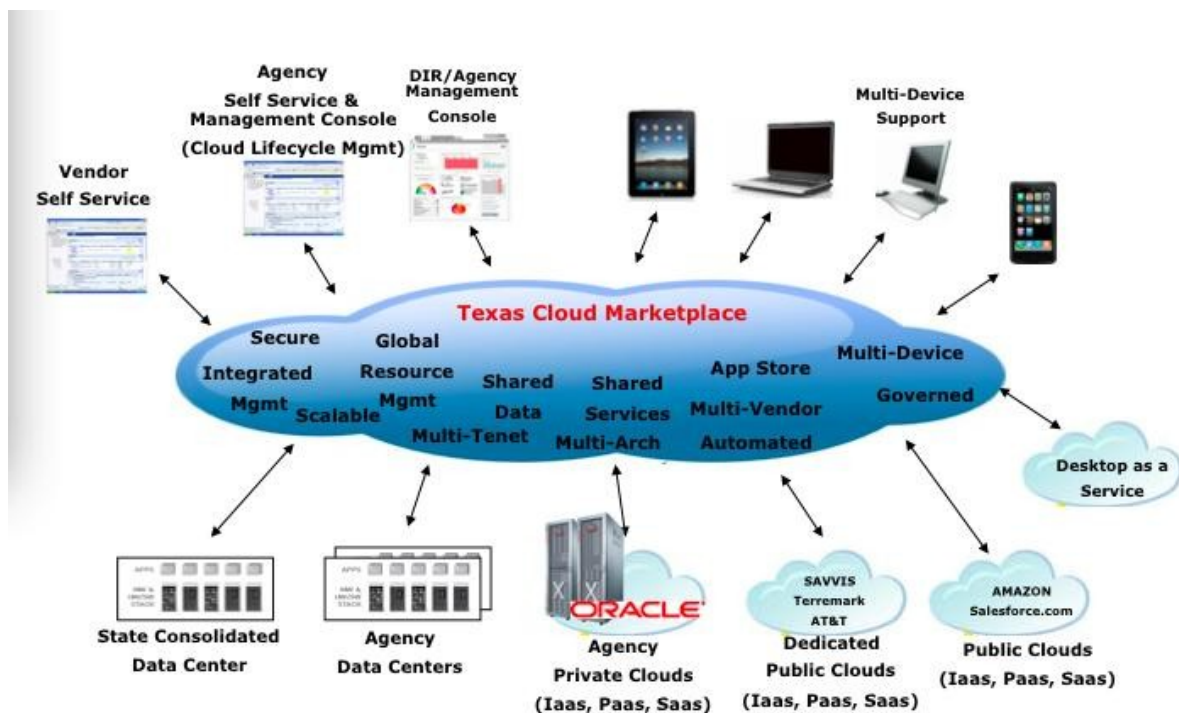 Agency
Self Service &
Management Console
(Cloud Lifecycle Mgmt)
DIR/Agency
Management
Console
Multi-Device
Support
Vendor
Self Service
Texas Cloud Marketplace
Secure
Integrated
Mgmt
Scalable
Global
Resource
Mgmt
Multi-Tenet
Shared
Data
Shared
Services
Multi-Arch
App Store
Multi-Vendor
Automated
Multi-Device
Governed
Desktop as a
Service
APPS
STACK
State Consolidated
Data Center
APPS
STACK
Agency
Data Centers
ORACLE
Agency
Private Clouds
(Iaas, Paas, Saas)
SAVVIS
Terremark
AT&T
Dedicated
Public Clouds
(Iaas, Paas, Saas)
AMAZON
Salesforce.com
Public Clouds
(Iaas, Paas, Saas)